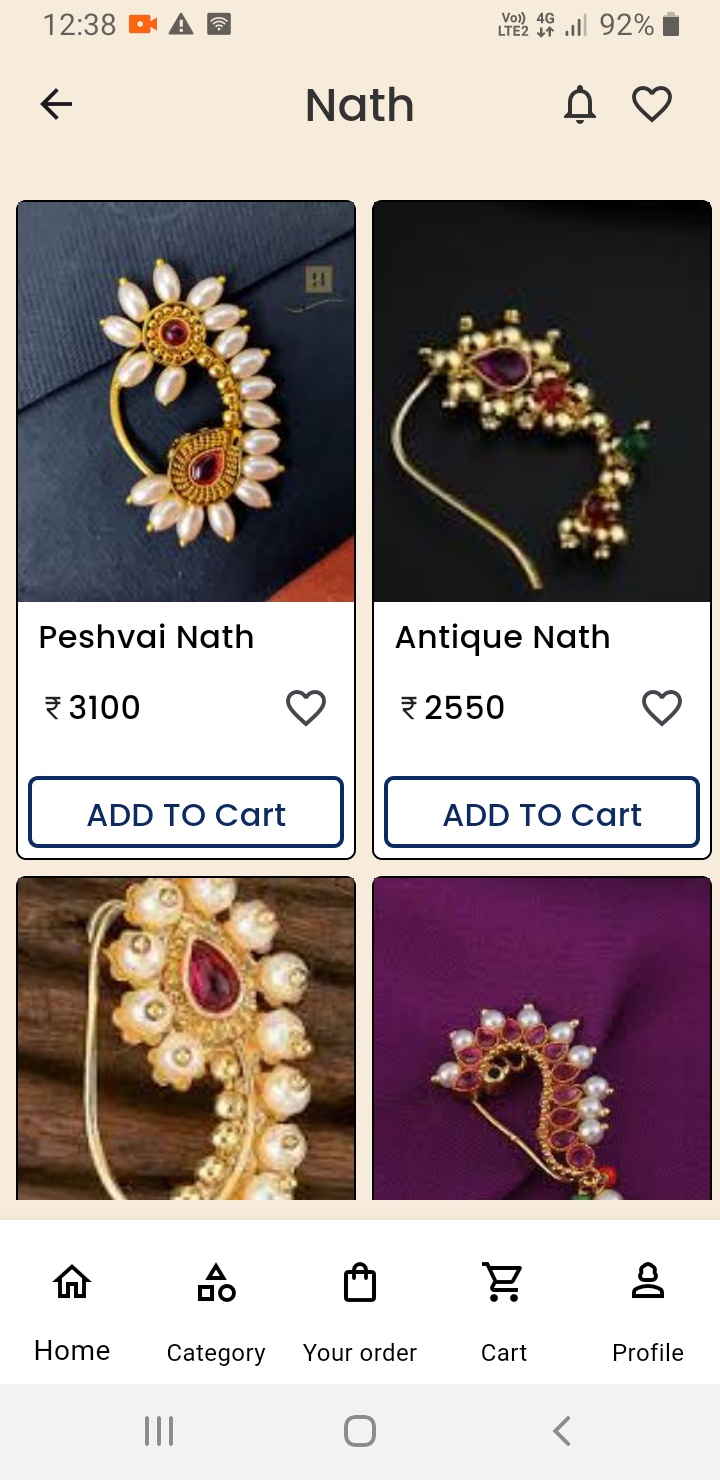 12:38 Vo)) LTE2 4G 92%
Nath
Peshvai Nath
₹ 3100
ADD TO Cart
Antique Nath
₹ 2550
ADD TO Cart
Home
Category
Your order
Cart
Profile